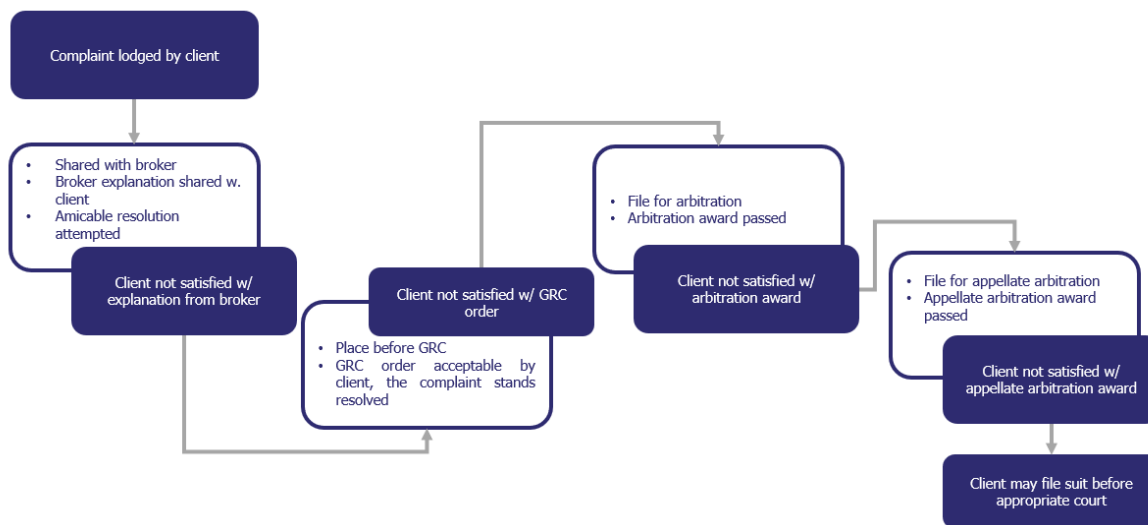 Complaint lodged by client
• Shared with broker
• Broker explanation shared w.
client
• Amicable resolution
attempted
Client not satisfied w/
explanation from broker
Client not satisfied w/ GRC
order
• Place before GRC
• GRC order acceptable by
client, the complaint stands
resolved
• File for arbitration
• Arbitration award passed
Client not satisfied w/
arbitration award
• File for appellate arbitration
• Appellate arbitration award
passed
Client not satisfied w/
appellate arbitration award
Client may file suit before
appropriate court